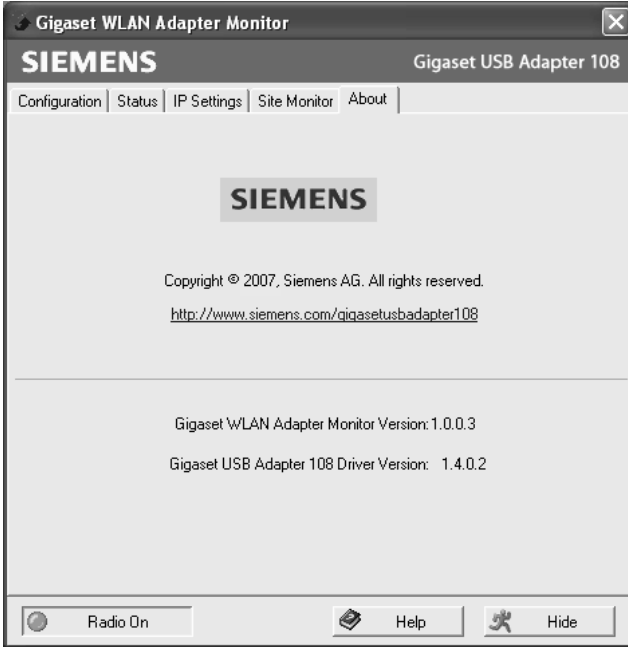 Gigaset WLAN Adapter Monitor
SIEMENS
Gigaset USB Adapter 108
Configuration
Status
IP Settings
Site Monitor
About
SIEMENS
Copyright © 2007, Siemens AG. All rights reserved.
http://www.siemens.com/gigasetusbadapter108
Gigaset WLAN Adapter Monitor Version: 1.0.0.3
Gigaset USB Adapter 108 Driver Version: 1.4.0.2
Radio On
Help
Hide